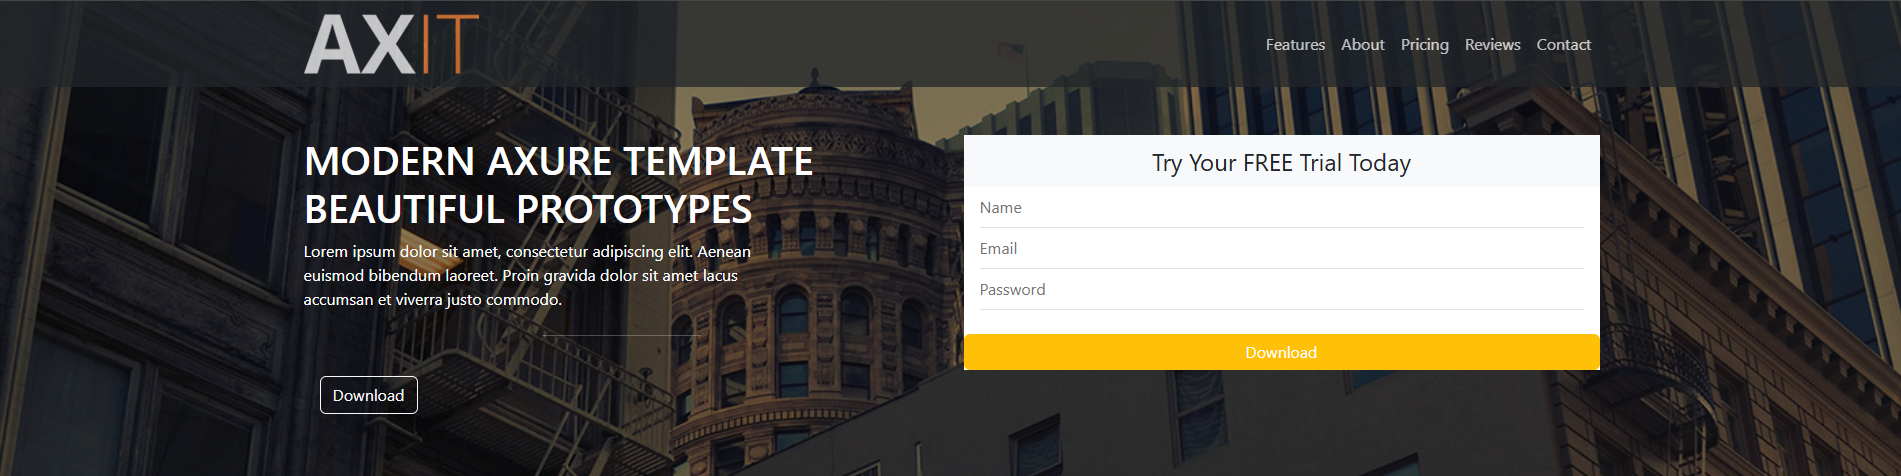 AXIT
Features About Pricing Reviews Contact
MODERN AXURE TEMPLATE
BEAUTIFUL PROTOTYPES
Lorem ipsum dolor sit amet, consectetur adipiscing elit. Aenean
euismod bibendum laoreet. Proin gravida dolor sit amet lacus
accumsan et viverra justo commodo.
Download
Try Your FREE Trial Today
Name
Email
Password
Download